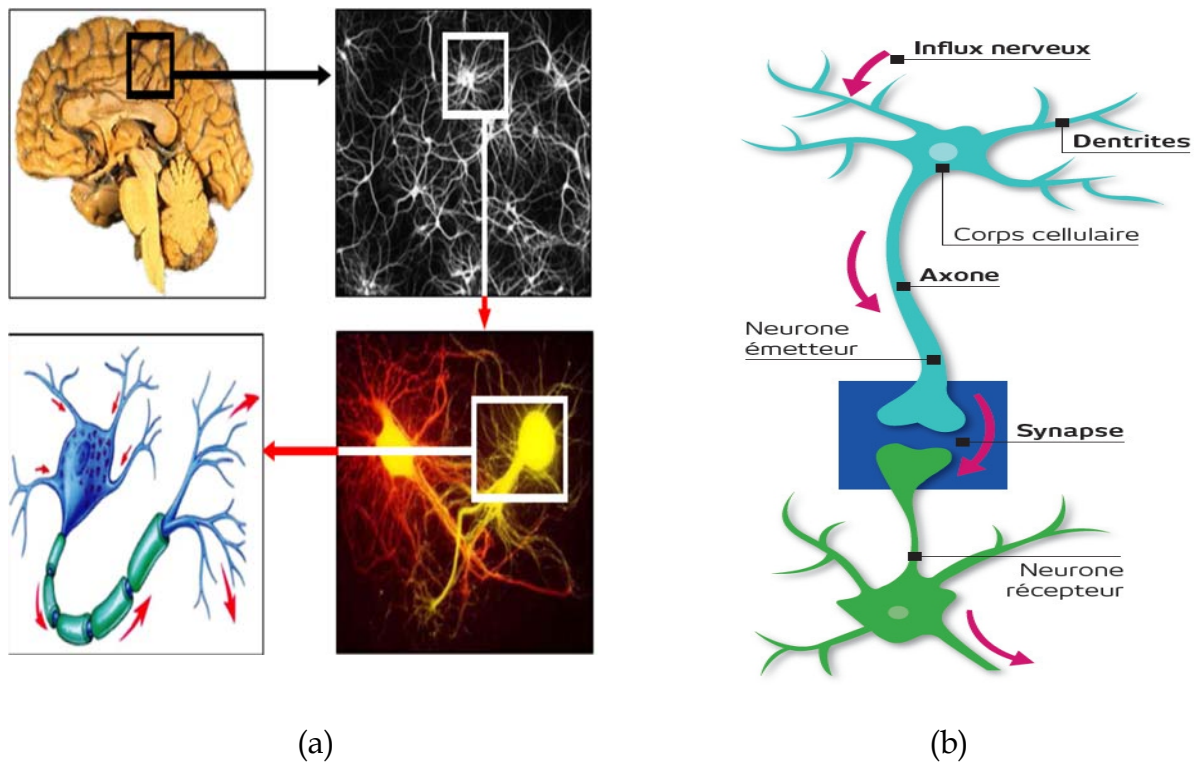 Influx nerveux
Dentrites
Corps cellulaire
Axone
Neurone
émetteur
Synapse
Neurone
récepteur
(a)
(b)